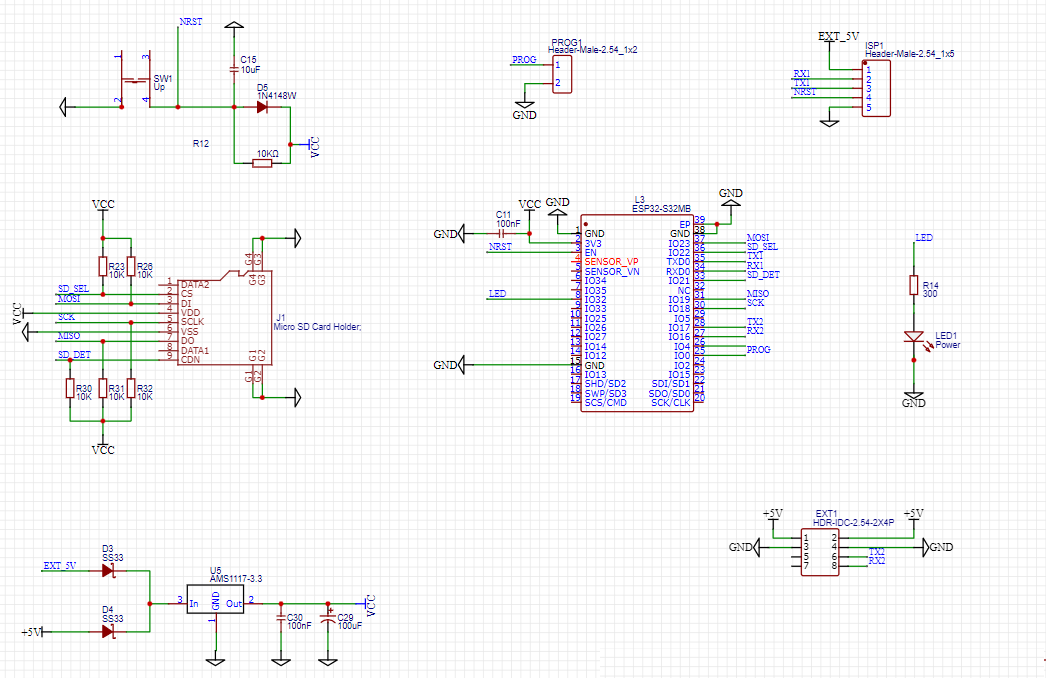 NRST
C15
10uF
1
3
SW1
Up
2
4
D5
1N4148W
R12
10KΩ
VCC
PROG1
Header-Male-2.54_1x2
PROG
1
2
GND
EXT_5V
ISP1
Header-Male-2.54_1x5
RX1
TX1
NRST
1
2
3
4
5
VCC
R23
10K
R26
10K
SD_SEL
MOSI
VCC
SCK
MISO
SD_DET
1 DATA2
2 CS
3 DI
4 VDD
5 SCLK
6 VSS
7 DO
8 DATA1
9 CDN
G4
G3
G4
G3
G1
G2
G1
G2
J1
Micro SD Card Holder;
R30
10K
R31
10K
R32
10K
VCC
C11
100nF
VCC
GND
GND
NRST
LED
GND
L3
ESP32-S32MB
GND
1 GND
2 3V3
3 EN
4 SENSOR_VP
5 SENSOR_VN
6 IO34
7 IO35
8 IO32
9 IO33
10 IO25
11 IO26
12 IO27
13 IO14
14 IO12
15 GND
16 IO13
17 SHD/SD2
18 SWP/SD3
19 SCS/CMD
EP 39
GND 38
IO23 37 MOSI
IO22 36 SD_SEL
TXD0 35 TX1
RXD0 34 RX1
IO21 33 SD_DET
NC 32
IO19 31 MISO
IO18 30 SCK
IO5 29
IO17 28 TX2
IO16 27 RX2
IO4 26
IO0 25 PROG
IO2 24
IO15 23
SDI/SD1 22
SDO/SD0 21
SCK/CLK 20
LED
R14
300
LED1
Power
GND
D3
SS33
EXT_5V
D4
SS33
+5V
U5
AMS1117-3.3
3 In
GND
Out 2
1
C30
100nF
C29
100uF
VCC
EXT1
HDR-IDC-2.54-2X4P
+5V
+5V
GND
GND
1 2
3 4
5 6
7 8
TX2
RX2